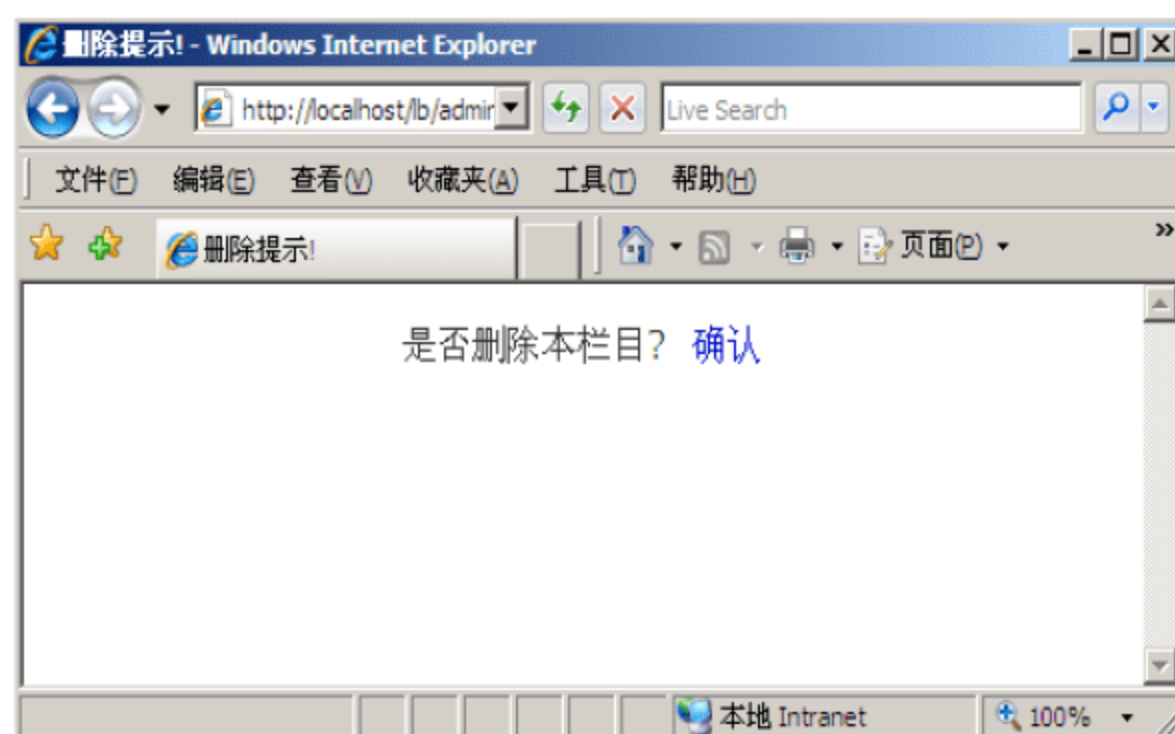 删除提示! - Windows Internet Explorer
http://localhost/lb/admir
Live Search
文件(F) 编辑(E) 查看(V) 收藏夹(A) 工具(T) 帮助(H)
删除提示!
页面(P)
»
是否删除本栏目? 确认
本地 Intranet
100%